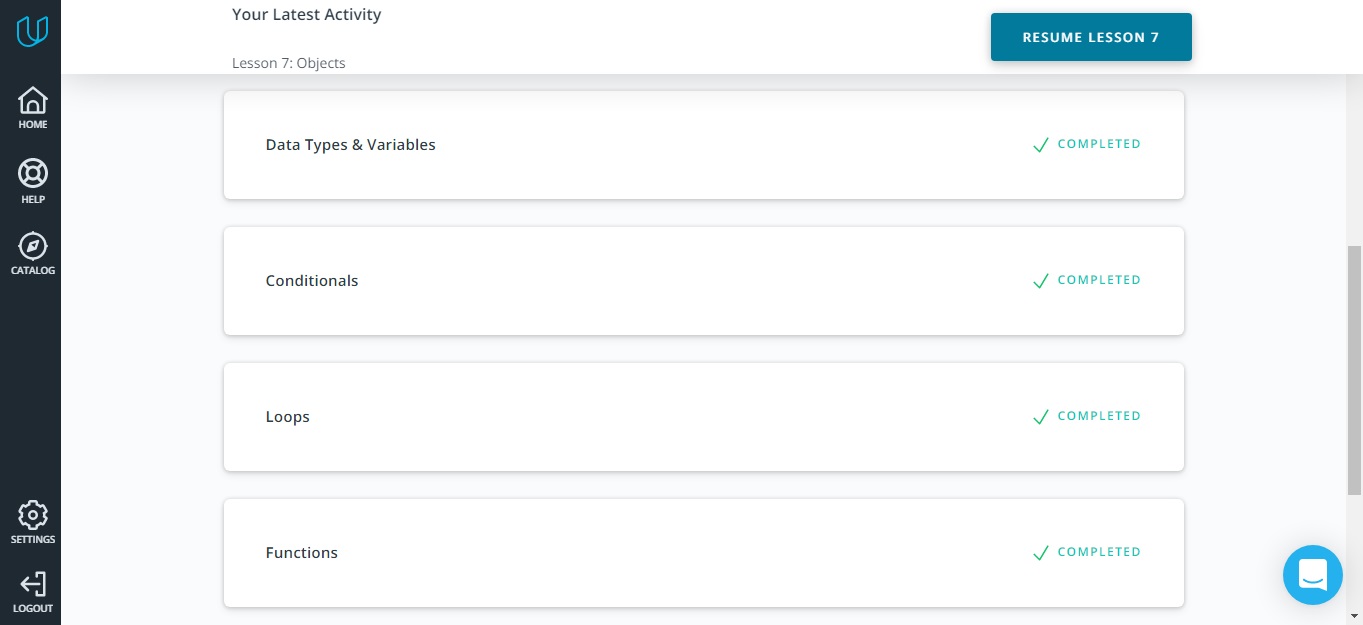 Your Latest Activity
RESUME LESSON 7
Lesson 7: Objects
HOME
HELP
CATALOG
SETTINGS
LOGOUT
Data Types & Variables
COMPLETED
Conditionals
COMPLETED
Loops
COMPLETED
Functions
COMPLETED